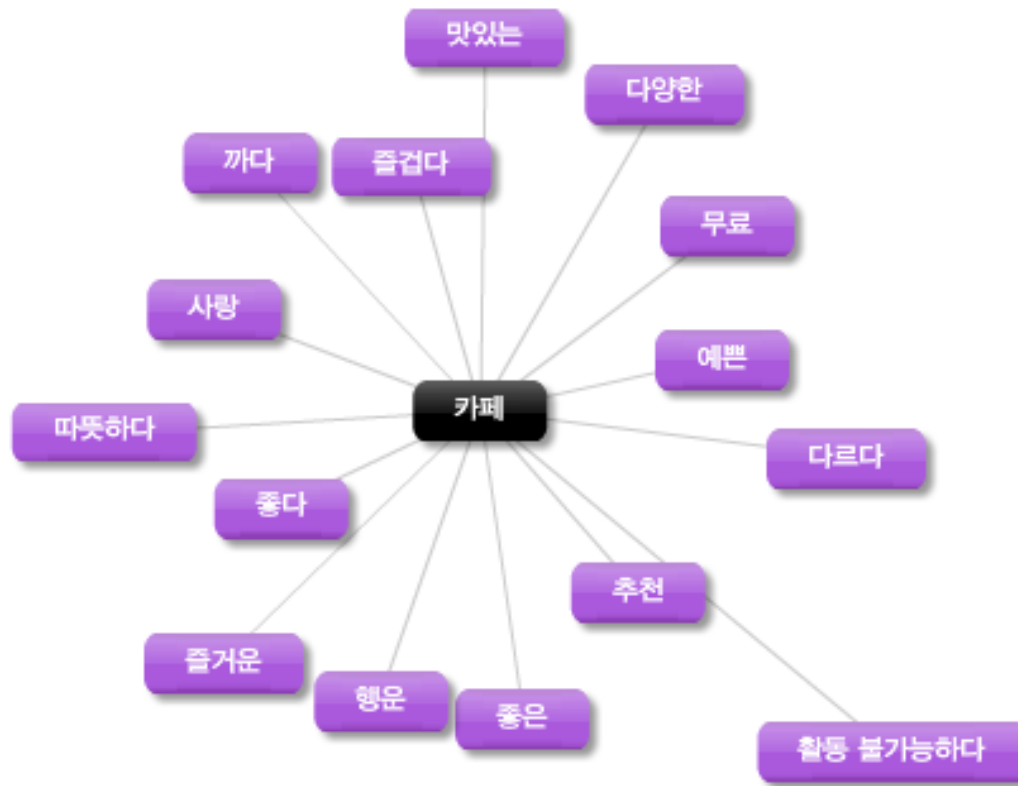 맛있는
다양한
까다
즐겁다
무료
사랑
예쁜
카페
따뜻하다
다르다
좋다
추천
즐거운
행운
좋은
활동 불가능하다